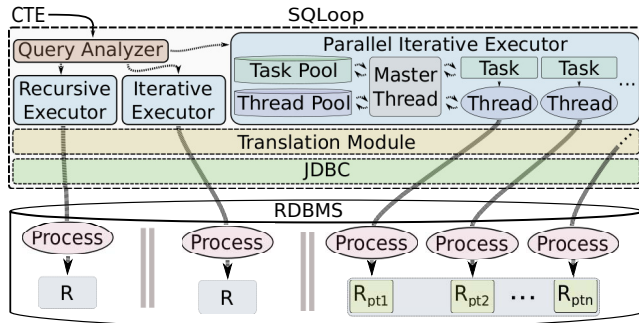 CTE
SQLoop
Query Analyzer
Parallel Iterative Executor
Recursive Executor
Iterative Executor
Task Pool
Thread Pool
Master Thread
Task
Task
Thread
Thread
...
Translation Module
JDBC
RDBMS
Process
Process
Process
Process
Process
R
R
Rpt1
Rpt2
...
Rptn